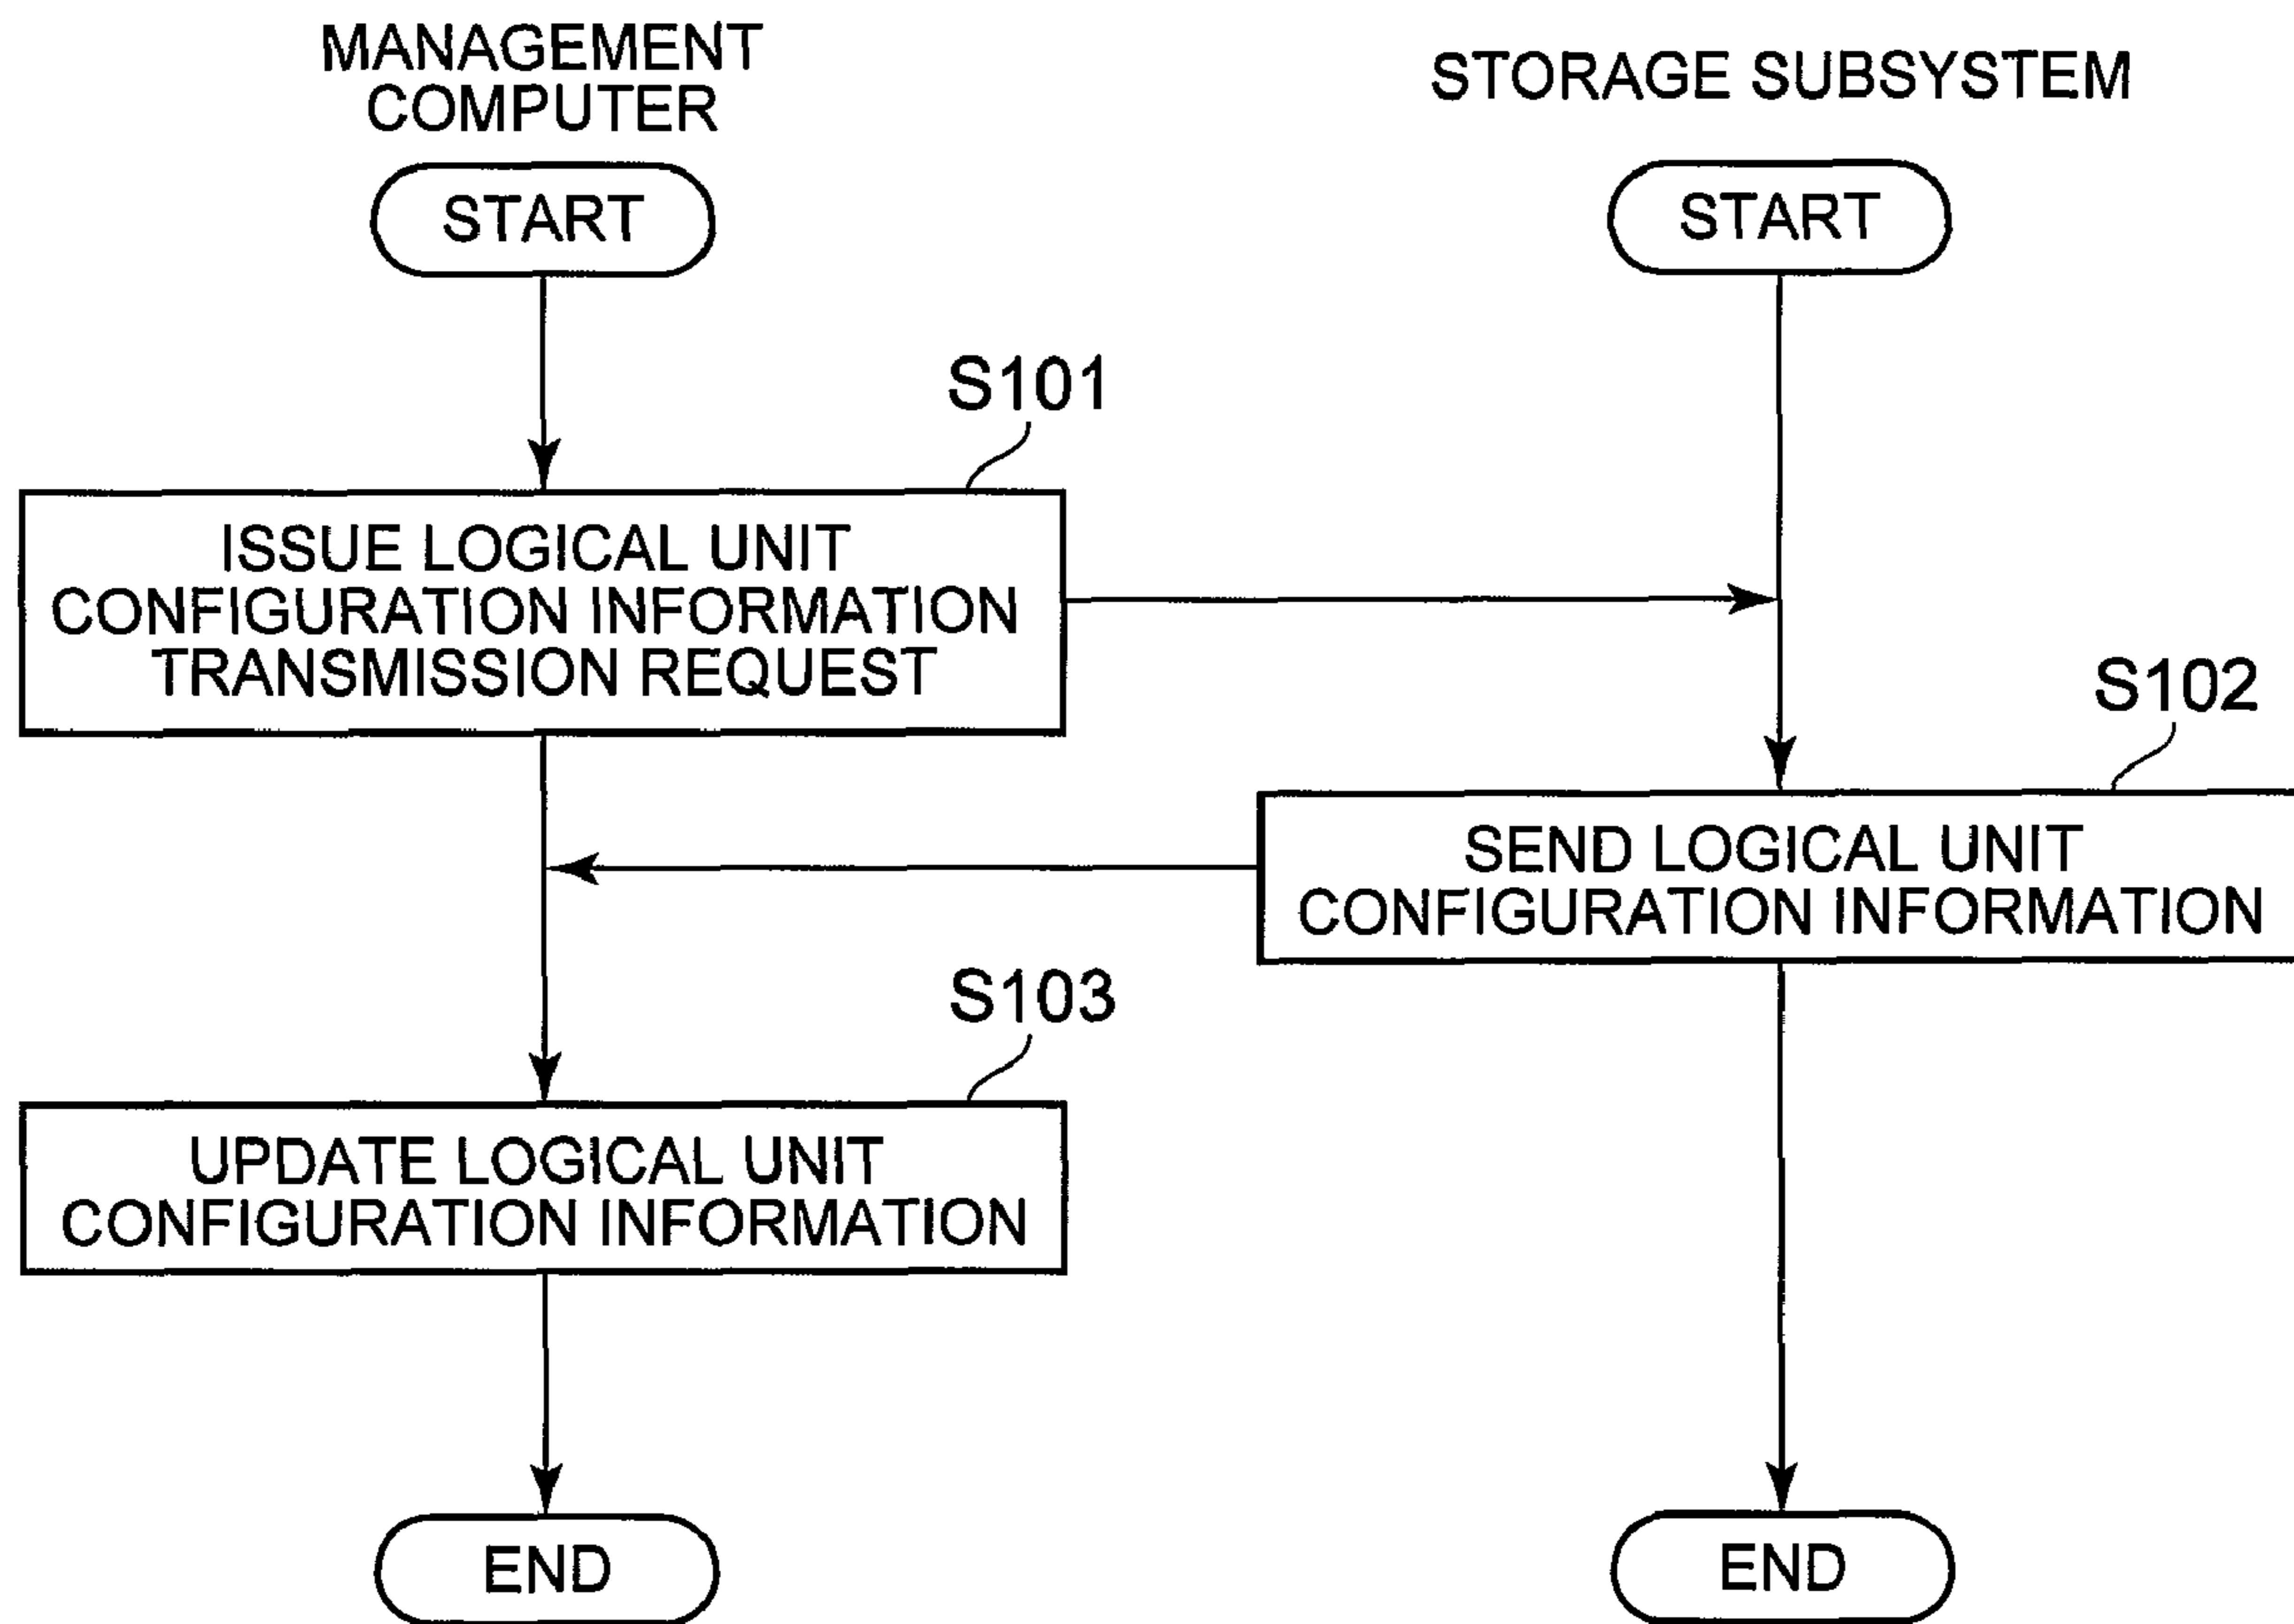 MANAGEMENT
COMPUTER
STORAGE SUBSYSTEM
START
START
S101
ISSUE LOGICAL UNIT
CONFIGURATION INFORMATION
TRANSMISSION REQUEST
S102
SEND LOGICAL UNIT
CONFIGURATION INFORMATION
S103
UPDATE LOGICAL UNIT
CONFIGURATION INFORMATION
END
END